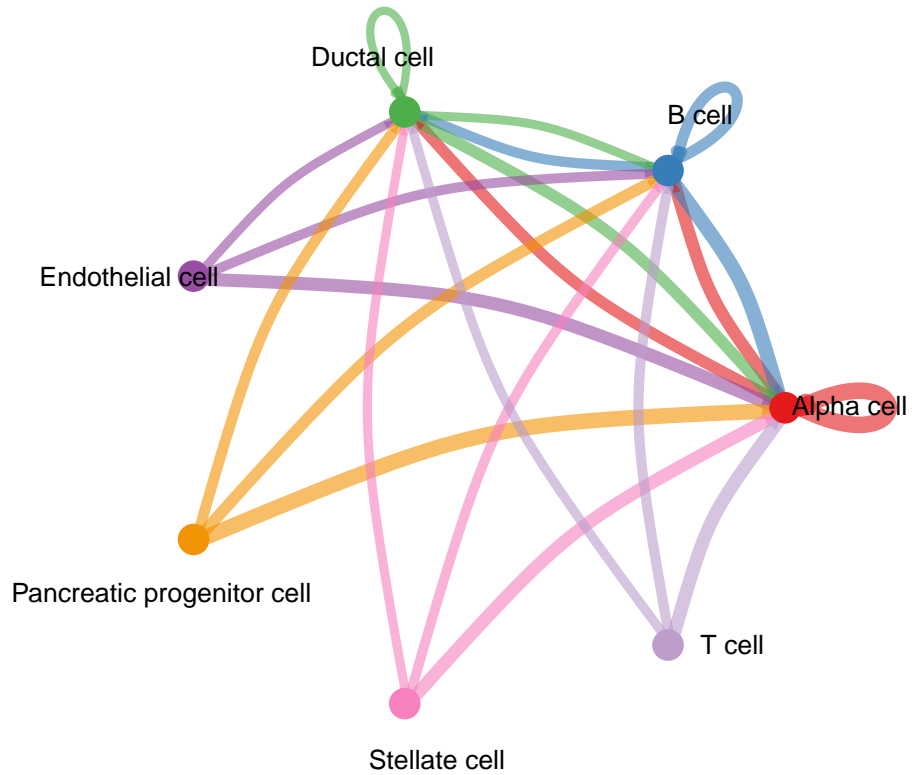 Ductal cell
B cell
Endothelial cell
Alpha cell
Pancreatic progenitor cell
T cell
Stellate cell